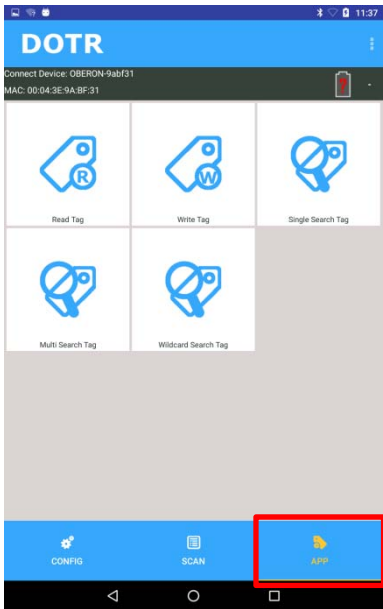 11:37
DOTR
Connect Device: OBERON-9abf31
MAC: 00:04:3E:9A:BF:31
?
R
W
Read Tag
Write Tag
Single Search Tag
Multi Search Tag
Wildcard Search Tag
CONFIG
SCAN
APP